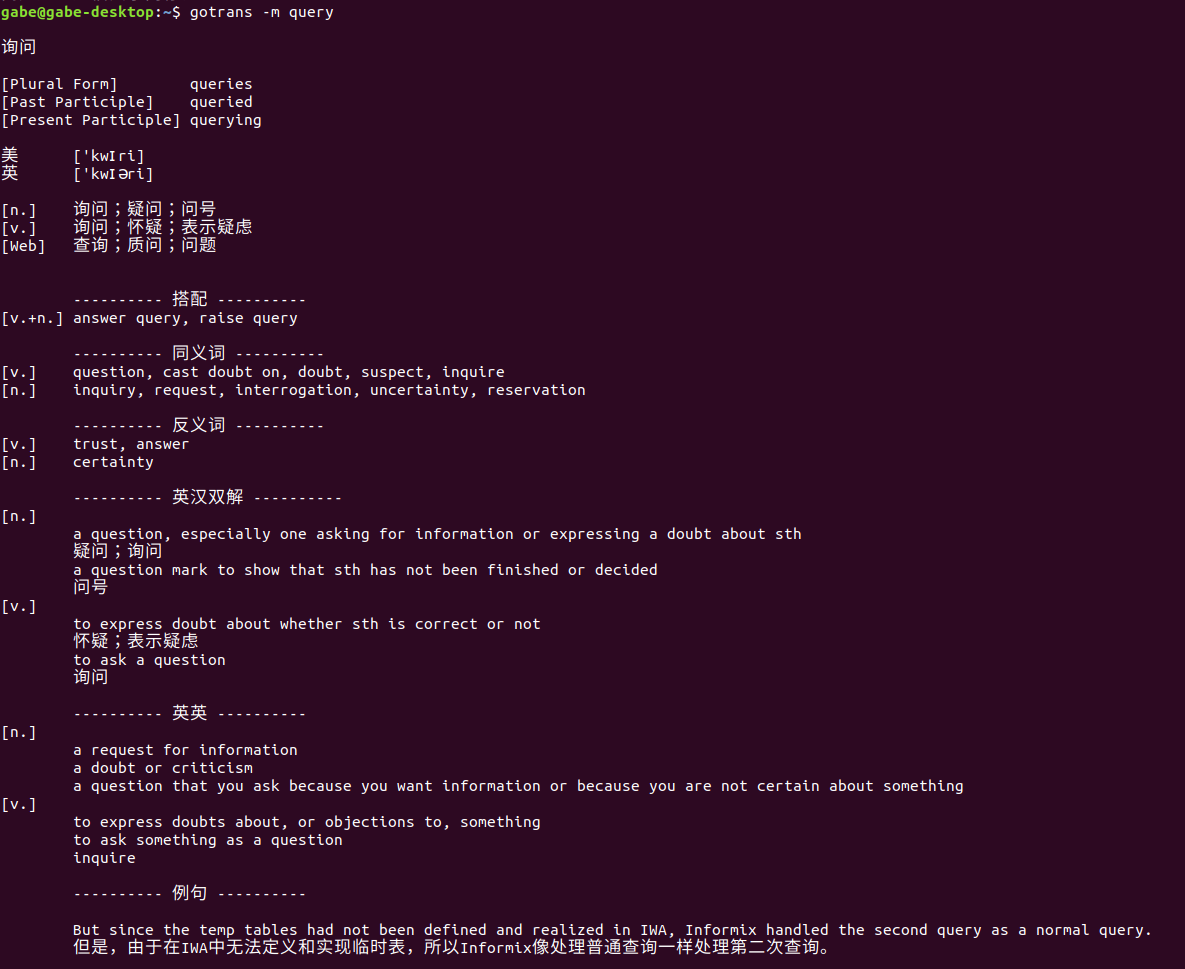 gabe@gabe-desktop:~$ gotrans -m query
询问
[Plural Form] queries
[Past Participle] queried
[Present Participle] querying
美 ['kwɪri]
英 ['kwɪəri]
[n.] 询问；疑问；问号
[v.] 询问；怀疑；表示疑虑
[Web] 查询；质问；问题
---------- 搭配 ----------
[v.+n.] answer query, raise query
---------- 同义词 ----------
[v.] question, cast doubt on, doubt, suspect, inquire
[n.] inquiry, request, interrogation, uncertainty, reservation
---------- 反义词 ----------
[v.] trust, answer
[n.] certainty
---------- 英汉双解 ----------
[n.]
a question, especially one asking for information or expressing a doubt about sth
疑问；询问
a question mark to show that sth has not been finished or decided
问号
[v.]
to express doubt about whether sth is correct or not
怀疑；表示疑虑
to ask a question
询问
---------- 英英 ----------
[n.]
a request for information
a doubt or criticism
a question that you ask because you want information or because you are not certain about something
[v.]
to express doubts about, or objections to, something
to ask something as a question
inquire
---------- 例句 ----------
But since the temp tables had not been defined and realized in IWA, Informix handled the second query as a normal query.
但是，由于在IWA中无法定义和实现临时表，所以Informix像处理普通查询一样处理第二次查询。